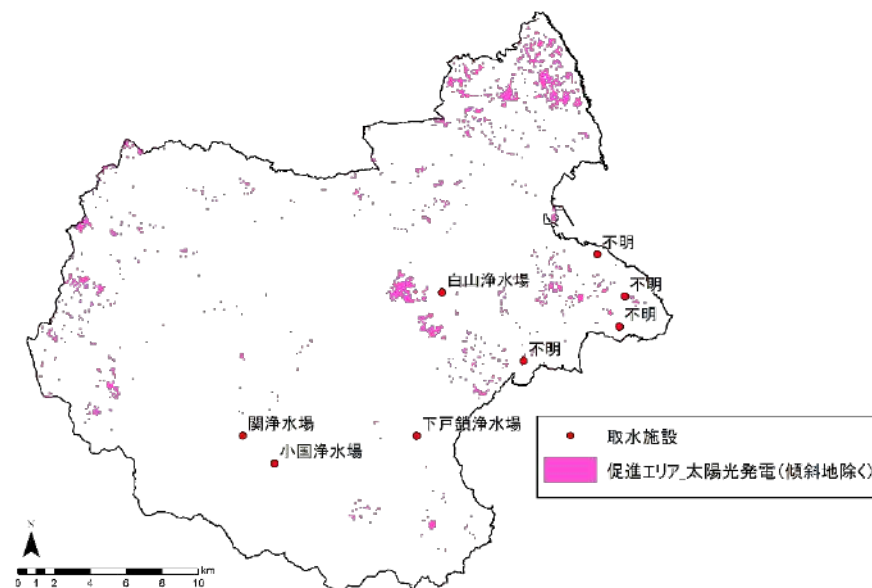 不明
不明
白山浄水場
不明
不明
関浄水場
下戸鎖浄水場
小国浄水場
取水施設
促進エリア_太陽光発電(傾斜地除く)
N
km
0 1 2 4 6 8 10